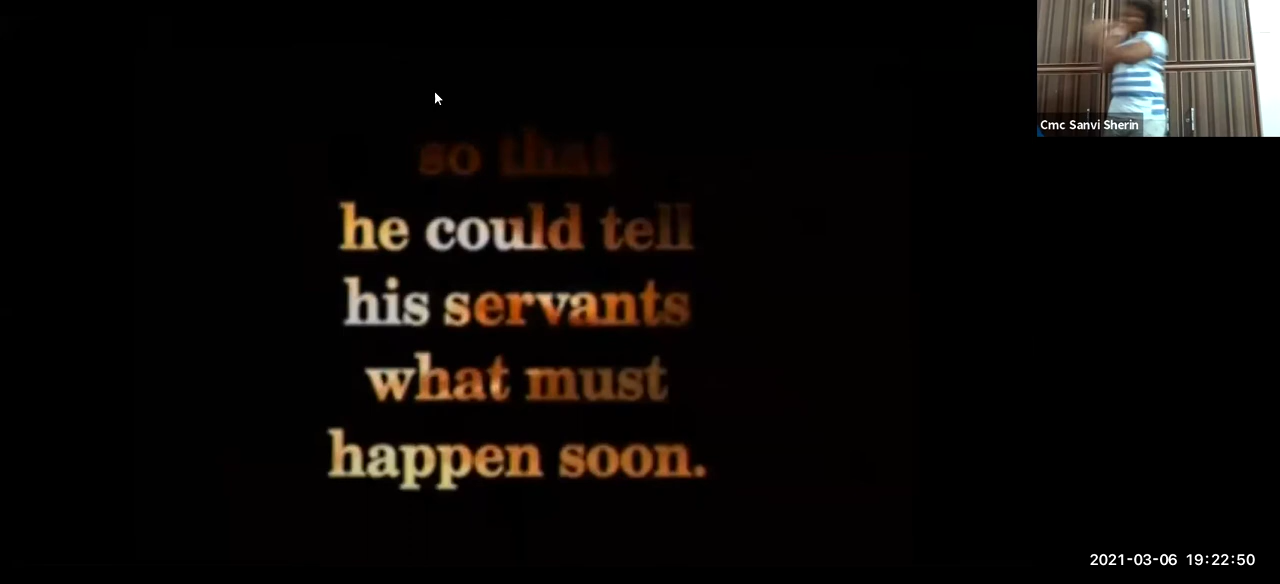 so that
he could tell
his servants
what must
happen soon.
Cmc Sanvi Sherin
2021-03-06 19:22:50